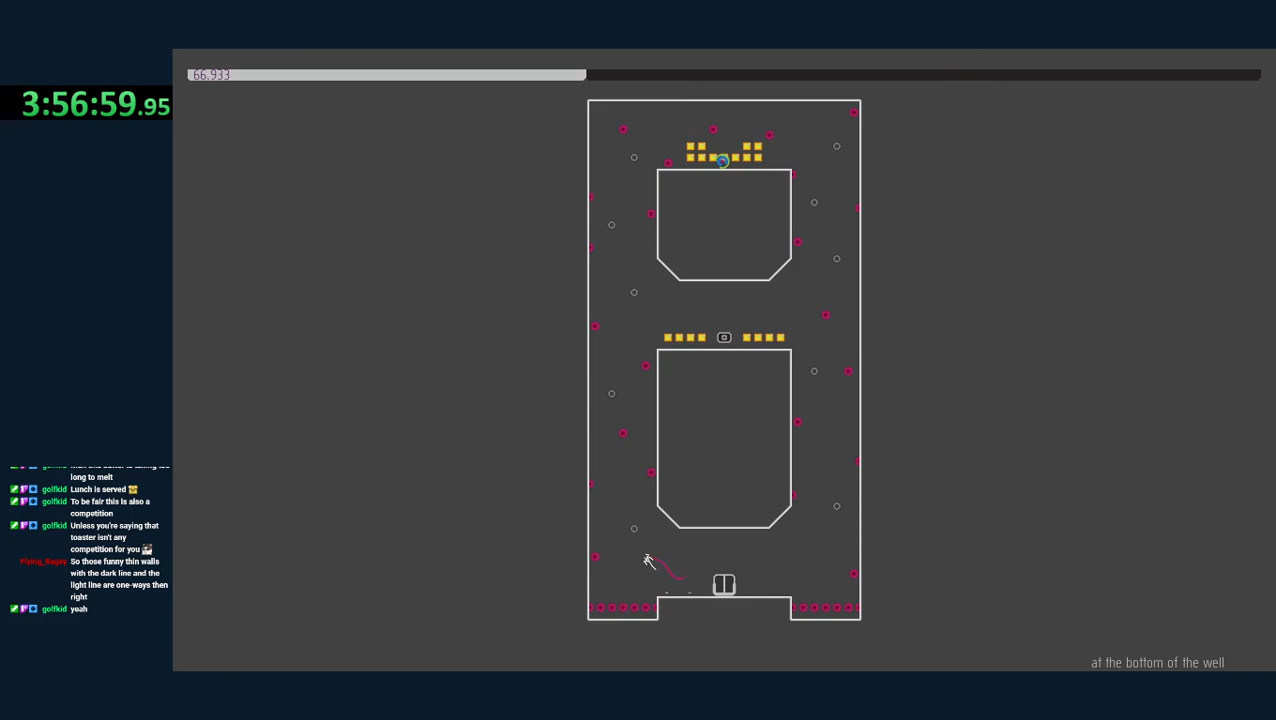 66.933
3:56:59.95
long to melt
golfkid Lunch is served
golfkid To be fair this is also a
competition
golfkid Unless you're saying that
toaster isn't any
competition for you
Flying_Ragey So those funny thin walls
with the dark line and the
light line are one-ways then
right
golfkid yeah
at the bottom of the well